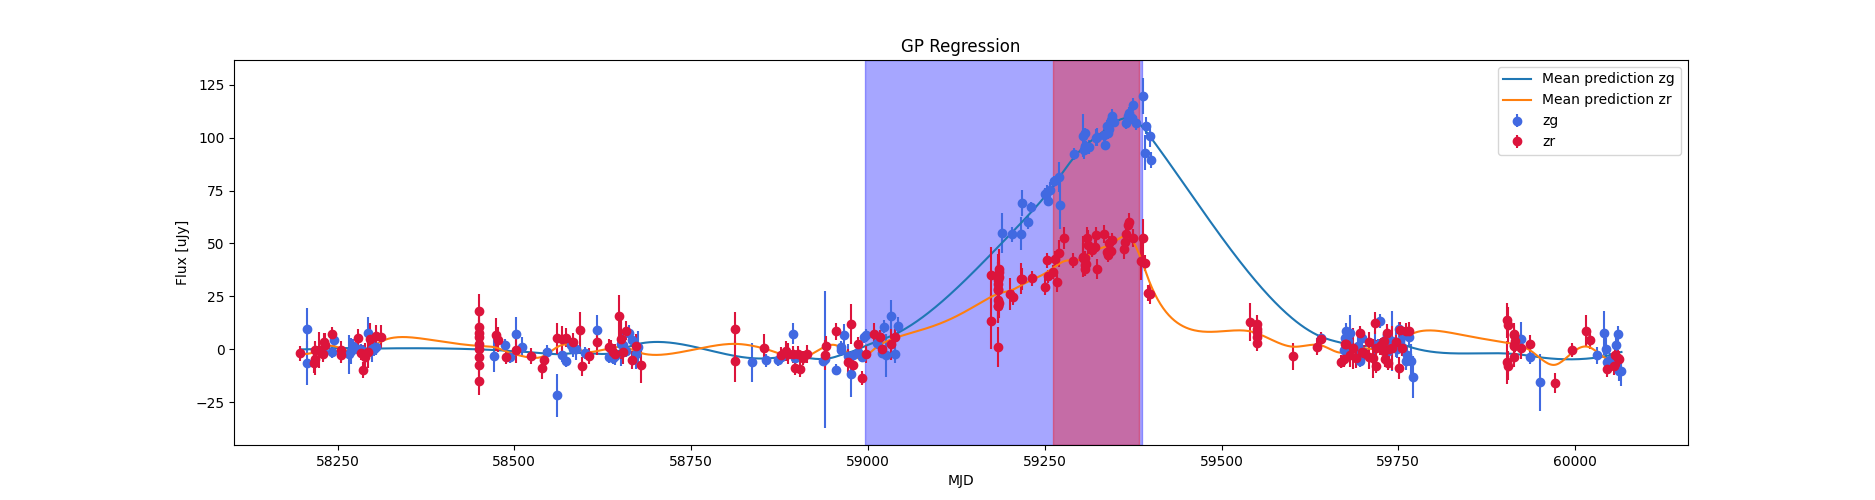 GP Regression
125
100
75
50
25
0
−25
Flux [uJy]
58250 58500 58750 59000 59250 59500 59750 60000
MJD
Mean prediction zg
Mean prediction zr
zg
zr